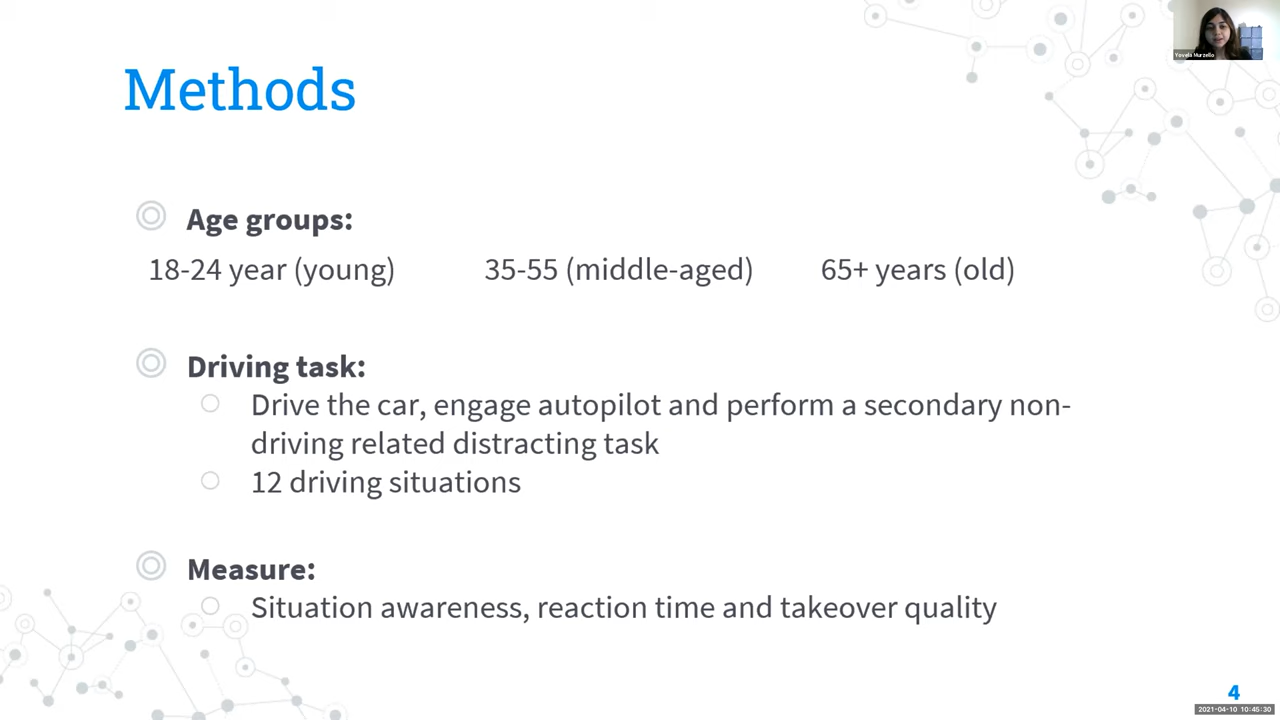 Yovela Murzello
Methods
Age groups:
18-24 year (young) 35-55 (middle-aged) 65+ years (old)
Driving task:
Drive the car, engage autopilot and perform a secondary non-
driving related distracting task
12 driving situations
Measure:
Situation awareness, reaction time and takeover quality
4
2021-04-10 10:45:30